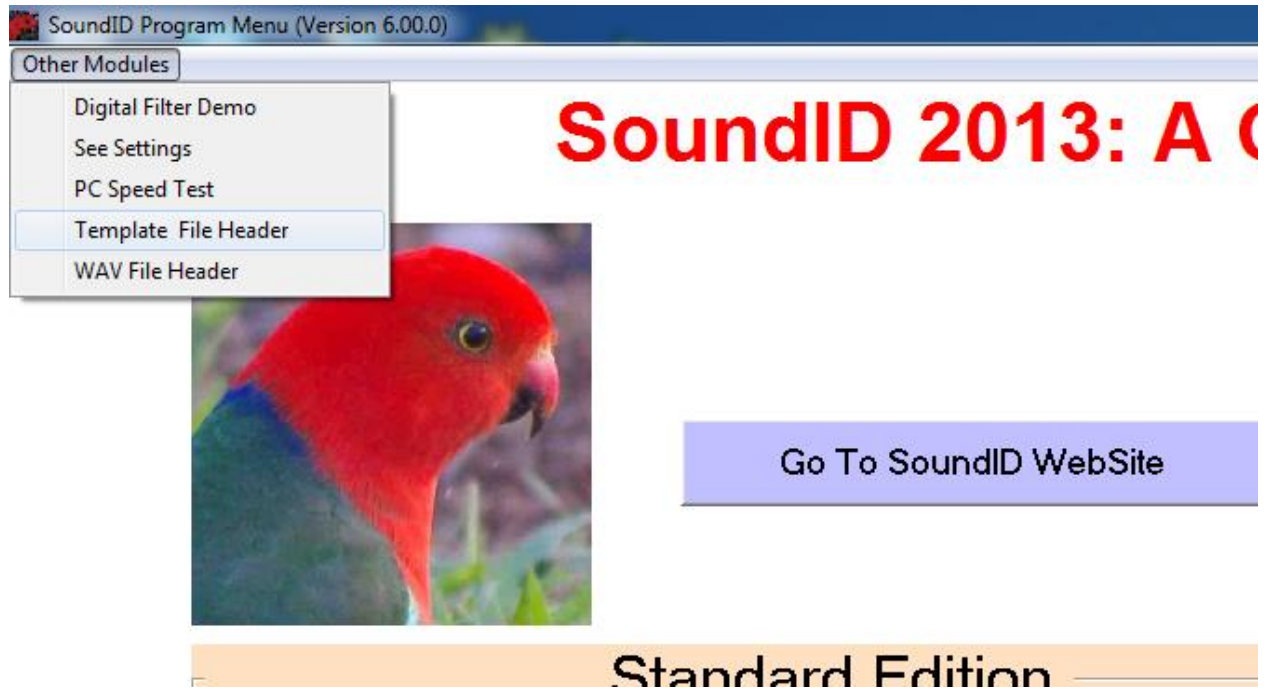 SoundID Program Menu (Version 6.00.0)
Other Modules
Digital Filter Demo
See Settings
PC Speed Test
Template File Header
WAV File Header
SoundID 2013: A
Go To SoundID WebSite
Standard Edition